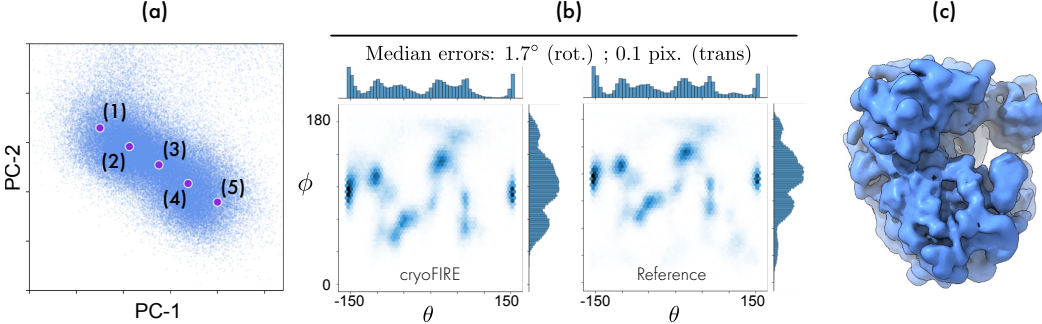 (a)
(b)
(c)
Median errors: 1.7° (rot.) ; 0.1 pix. (trans)
PC-2
(1)
(2)
(3)
(4)
(5)
PC-1
180
ϕ
0
cryoFIRE
-150
150
θ
Reference
-150
150
θ